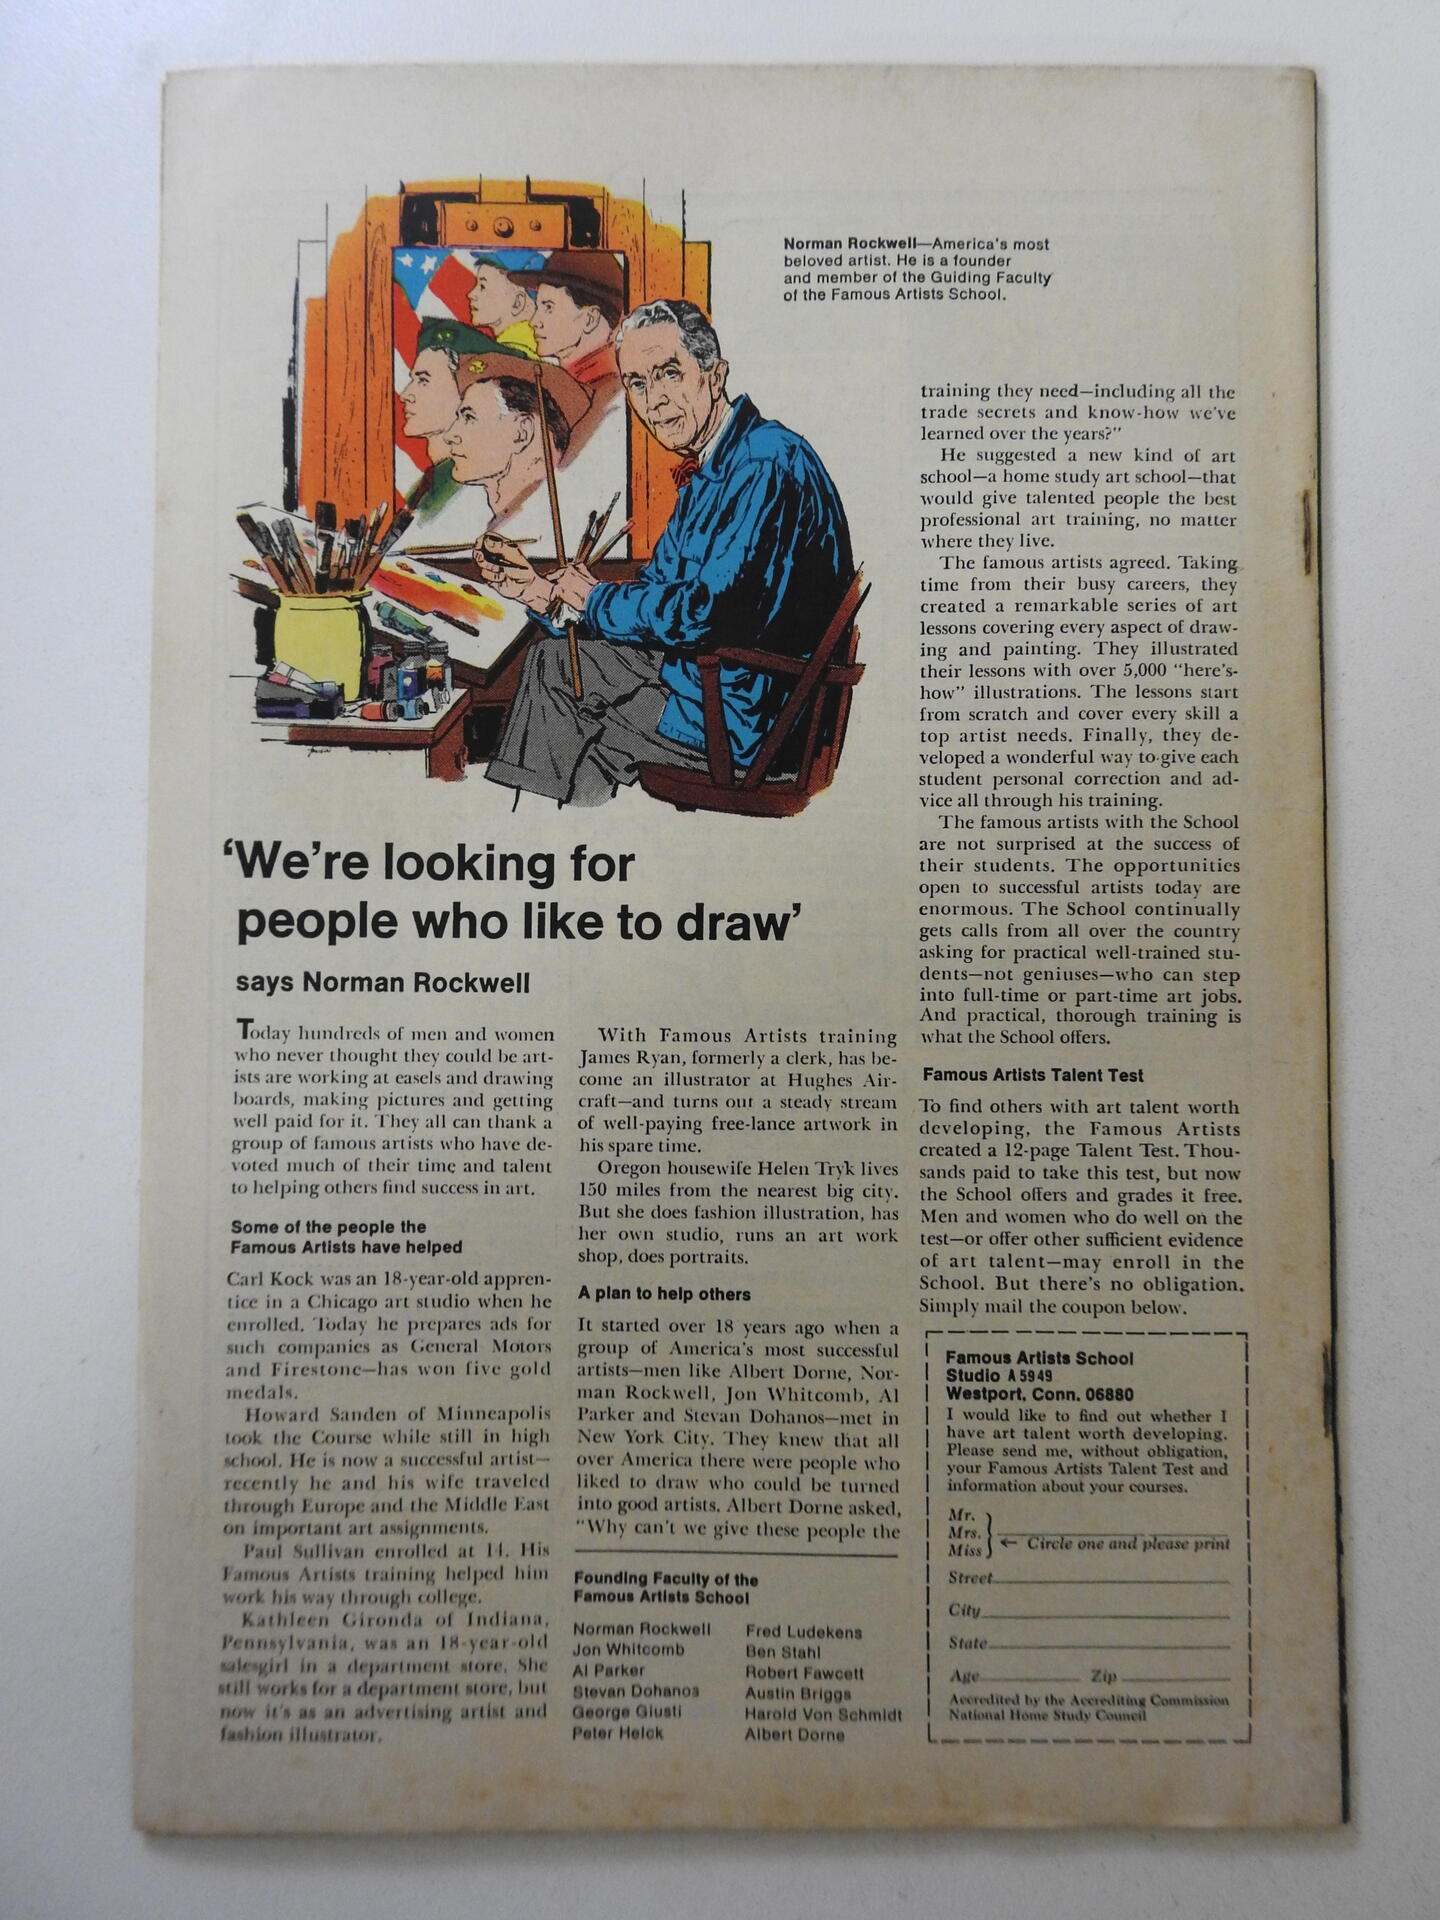 Norman Rockwell—America's most
beloved artist. He is a founder
and member of the Guiding Faculty
of the Famous Artists School.
'We're looking for
people who like to draw'
says Norman Rockwell
Today hundreds of men and women
who never thought they could be art-
ists are working at easels and drawing
boards, making pictures and getting
well paid for it. They all can thank a
group of famous artists who have de-
voted much of their time and talent
to helping others find success in art.
Some of the people the
Famous Artists have helped
Carl Kock was an 18-year-old appren-
tice in a Chicago art studio when he
enrolled. Today he prepares ads for
such companies as General Motors
and Firestone—has won five gold
medals.
Howard Sanden of Minneapolis
took the Course while still in high
school. He is now a successful artist—
recently he and his wife traveled
through Europe and the Middle East
on important art assignments.
Paul Sullivan enrolled at 14. His
Famous Artists training helped him
work his way through college.
Kathleen Gironda of Indiana,
Pennsylvania, was an 18-year-old
salesgirl in a department store. She
still works for a department store, but
now it's as an advertising artist and
fashion illustrator.
With Famous Artists training
James Ryan, formerly a clerk, has be-
come an illustrator at Hughes Air-
craft—and turns out a steady stream
of well-paying free-lance artwork in
his spare time.
Oregon housewife Helen Tryk lives
150 miles from the nearest big city.
But she does fashion illustration, has
her own studio, runs an art work
shop, does portraits.
A plan to help others
It started over 18 years ago when a
group of America's most successful
artists—men like Albert Dorne, Nor-
man Rockwell, Jon Whitcomb, Al
Parker and Stevan Dohanos—met in
New York City. They knew that all
over America there were people who
liked to draw who could be turned
into good artists. Albert Dorne asked,
"Why can't we give these people the
Founding Faculty of the
Famous Artists School
Norman Rockwell
Jon Whitcomb
Al Parker
Stevan Dohanos
George Giusti
Peter Helck
Fred Ludekens
Ben Stahl
Robert Fawcett
Austin Briggs
Harold Von Schmidt
Albert Dorne
training they need—including all the
trade secrets and know-how we've
learned over the years?"
He suggested a new kind of art
school—a home study art school—that
would give talented people the best
professional art training, no matter
where they live.
The famous artists agreed. Taking
time from their busy careers, they
created a remarkable series of art
lessons covering every aspect of draw-
ing and painting. They illustrated
their lessons with over 5,000 "here's-
how" illustrations. The lessons start
from scratch and cover every skill a
top artist needs. Finally, they de-
veloped a wonderful way to give each
student personal correction and ad-
vice all through his training.
The famous artists with the School
are not surprised at the success of
their students. The opportunities
open to successful artists today are
enormous. The School continually
gets calls from all over the country
asking for practical well-trained stu-
dents—not geniuses—who can step
into full-time or part-time art jobs.
And practical, thorough training is
what the School offers.
Famous Artists Talent Test
To find others with art talent worth
developing, the Famous Artists
created a 12-page Talent Test. Thou-
sands paid to take this test, but now
the School offers and grades it free.
Men and women who do well on the
test—or offer other sufficient evidence
of art talent—may enroll in the
School. But there's no obligation.
Simply mail the coupon below.
Famous Artists School
Studio A5949
Westport, Conn. 06880
I would like to find out whether I
have art talent worth developing.
Please send me, without obligation,
your Famous Artists Talent Test and
information about your courses.
Mr.
Mrs.
Miss
← Circle one and please print
Street
City
State
Age Zip
Accredited by the Accrediting Commission
National Home Study Council